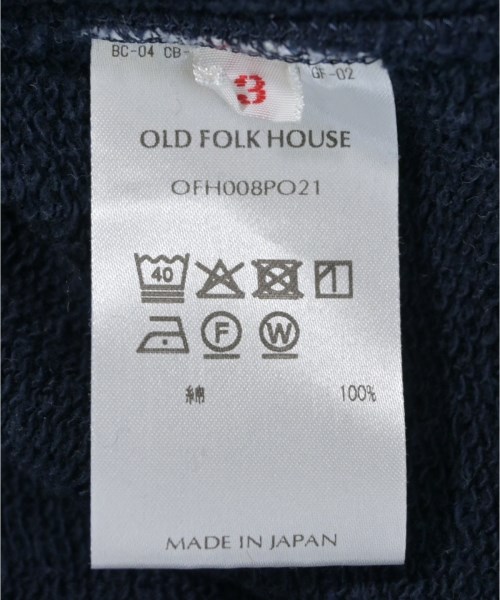 BC-04 CB- GF-02
3
OLD FOLK HOUSE
OFH008PO21
40
F W
綿 100%
MADE IN JAPAN